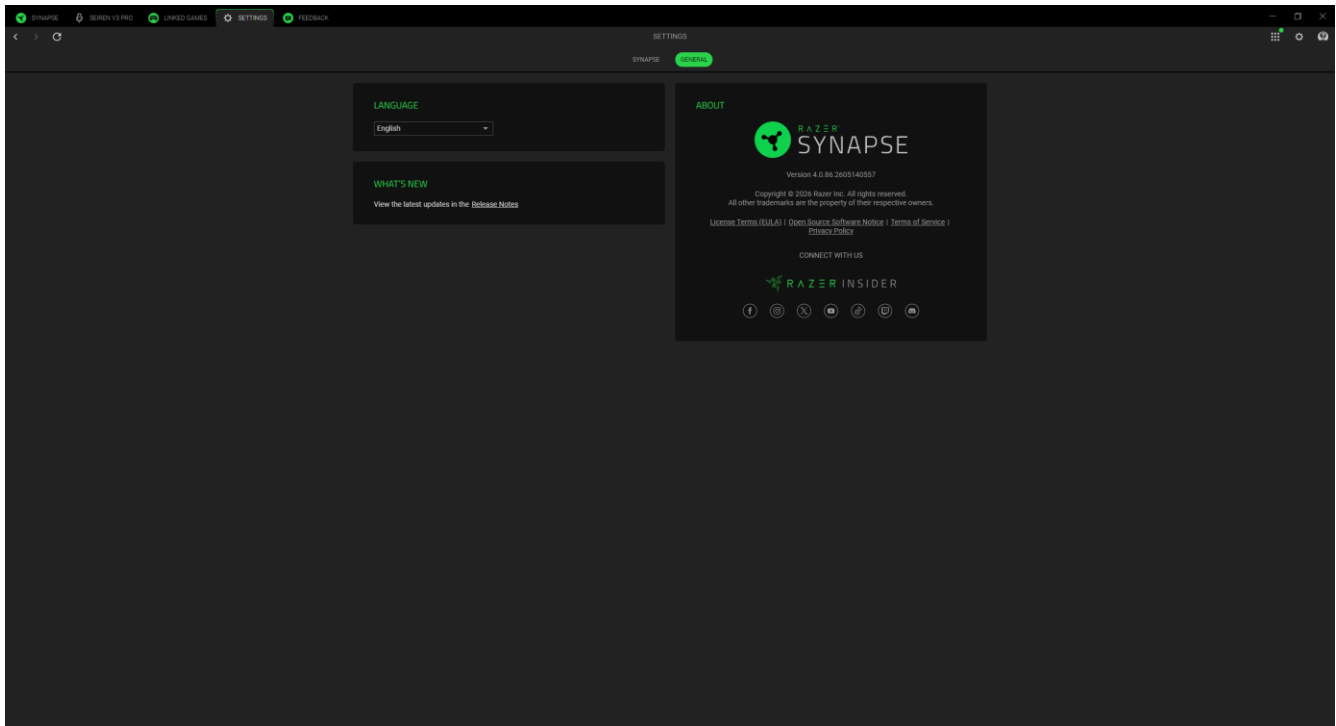 SYNAPSE
SEIREN V3 PRO
LINKED GAMES
SETTINGS
FEEDBACK
SETTINGS
SYNAPSE
GENERAL
LANGUAGE
English
WHAT'S NEW
View the latest updates in the Release Notes
ABOUT
RAZER
SYNAPSE
Version 4.0.86.2605140557
Copyright © 2026 Razer Inc. All rights reserved.
All other trademarks are the property of their respective owners.
License Terms (EULA) | Open Source Software Notice | Terms of Service |
Privacy Policy
CONNECT WITH US
RAZER INSIDER